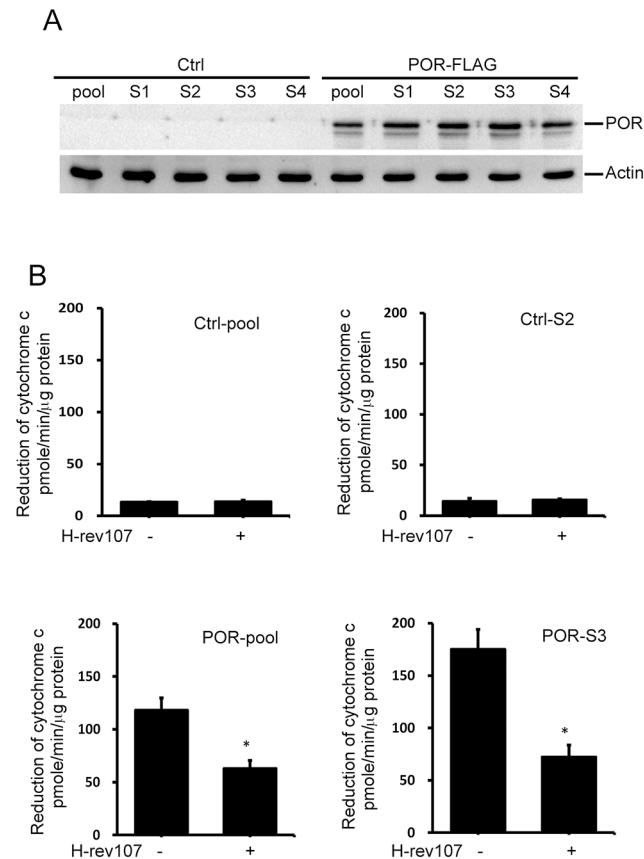 A
Ctrl POR-FLAG
pool S1 S2 S3 S4 pool S1 S2 S3 S4
POR
Actin
B
Reduction of cytochrome c
pmole/min/µg protein
200
150
100
50
0
Ctrl-pool
H-rev107 - +
Reduction of cytochrome c
pmole/min/µg protein
200
150
100
50
0
Ctrl-S2
H-rev107 - +
Reduction of cytochrome c
pmole/min/µg protein
200
150
100
50
0
POR-pool
*
H-rev107 - +
Reduction of cytochrome c
pmole/min/µg protein
200
150
100
50
0
POR-S3
*
H-rev107 - +